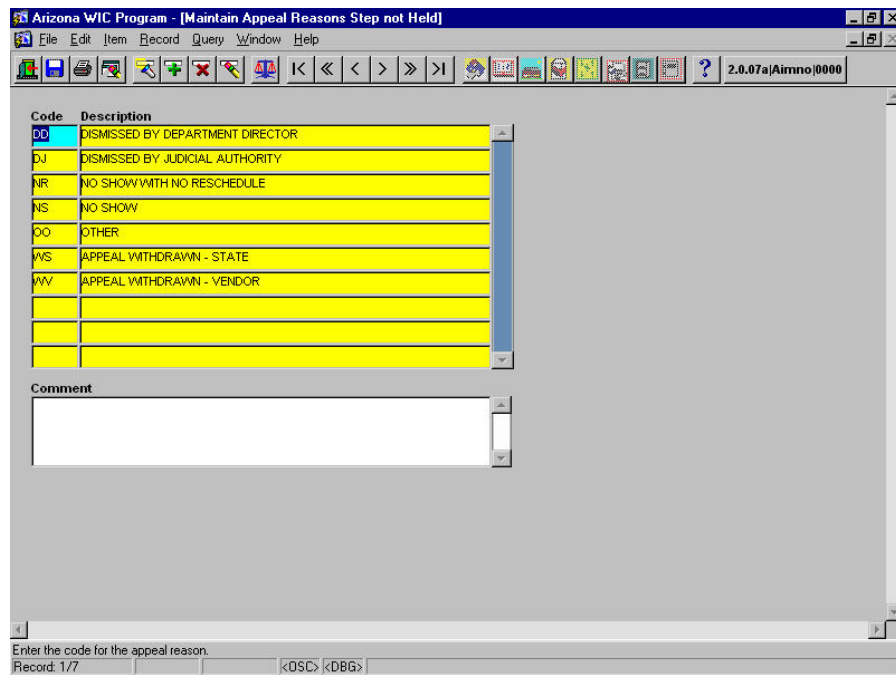 Arizona WIC Program - [Maintain Appeal Reasons Step not Held]
File Edit Item Record Query Window Help
2.0.07a|Aimno|0000
Code Description
DD DISMISSED BY DEPARTMENT DIRECTOR
DJ DISMISSED BY JUDICIAL AUTHORITY
NR NO SHOW WITH NO RESCHEDULE
NS NO SHOW
OO OTHER
WS APPEAL WITHDRAWN - STATE
WV APPEAL WITHDRAWN - VENDOR
Comment
Enter the code for the appeal reason.
Record: 1/7 <OSC> <DBG>